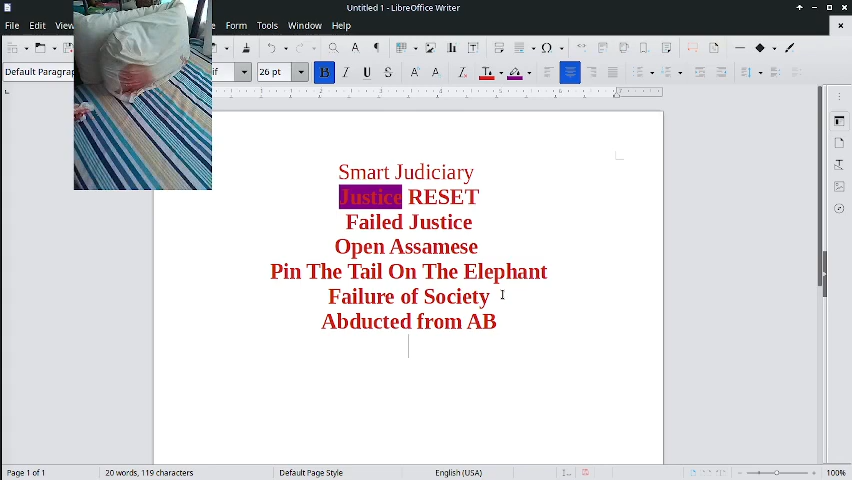 Untitled 1 - LibreOffice Writer
File Edit View Form Tools Window Help
Default Paragrap 26 pt
Smart Judiciary
Justice RESET
Failed Justice
Open Assamese
Pin The Tail On The Elephant
Failure of Society
Abducted from AB
Page 1 of 1 20 words, 119 characters Default Page Style English (USA) 100%